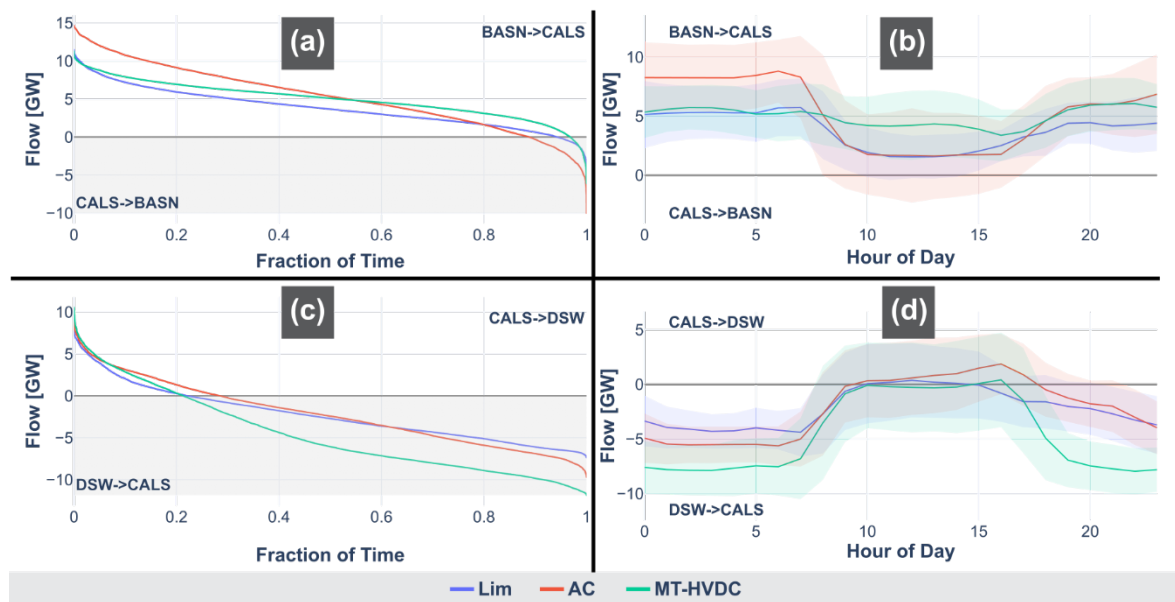 (a)
BASN->CALS
15
10
5
0
−5
−10
Flow [GW]
CALS->BASN
0
0.2
0.4
0.6
0.8
1
Fraction of Time
(b)
BASN->CALS
10
5
0
Flow [GW]
CALS->BASN
0
5
10
15
20
Hour of Day
(c)
CALS->DSW
10
5
0
−5
−10
Flow [GW]
DSW->CALS
0
0.2
0.4
0.6
0.8
1
Fraction of Time
(d)
CALS->DSW
5
0
−5
−10
Flow [GW]
DSW->CALS
0
5
10
15
20
Hour of Day
Lim AC MT-HVDC